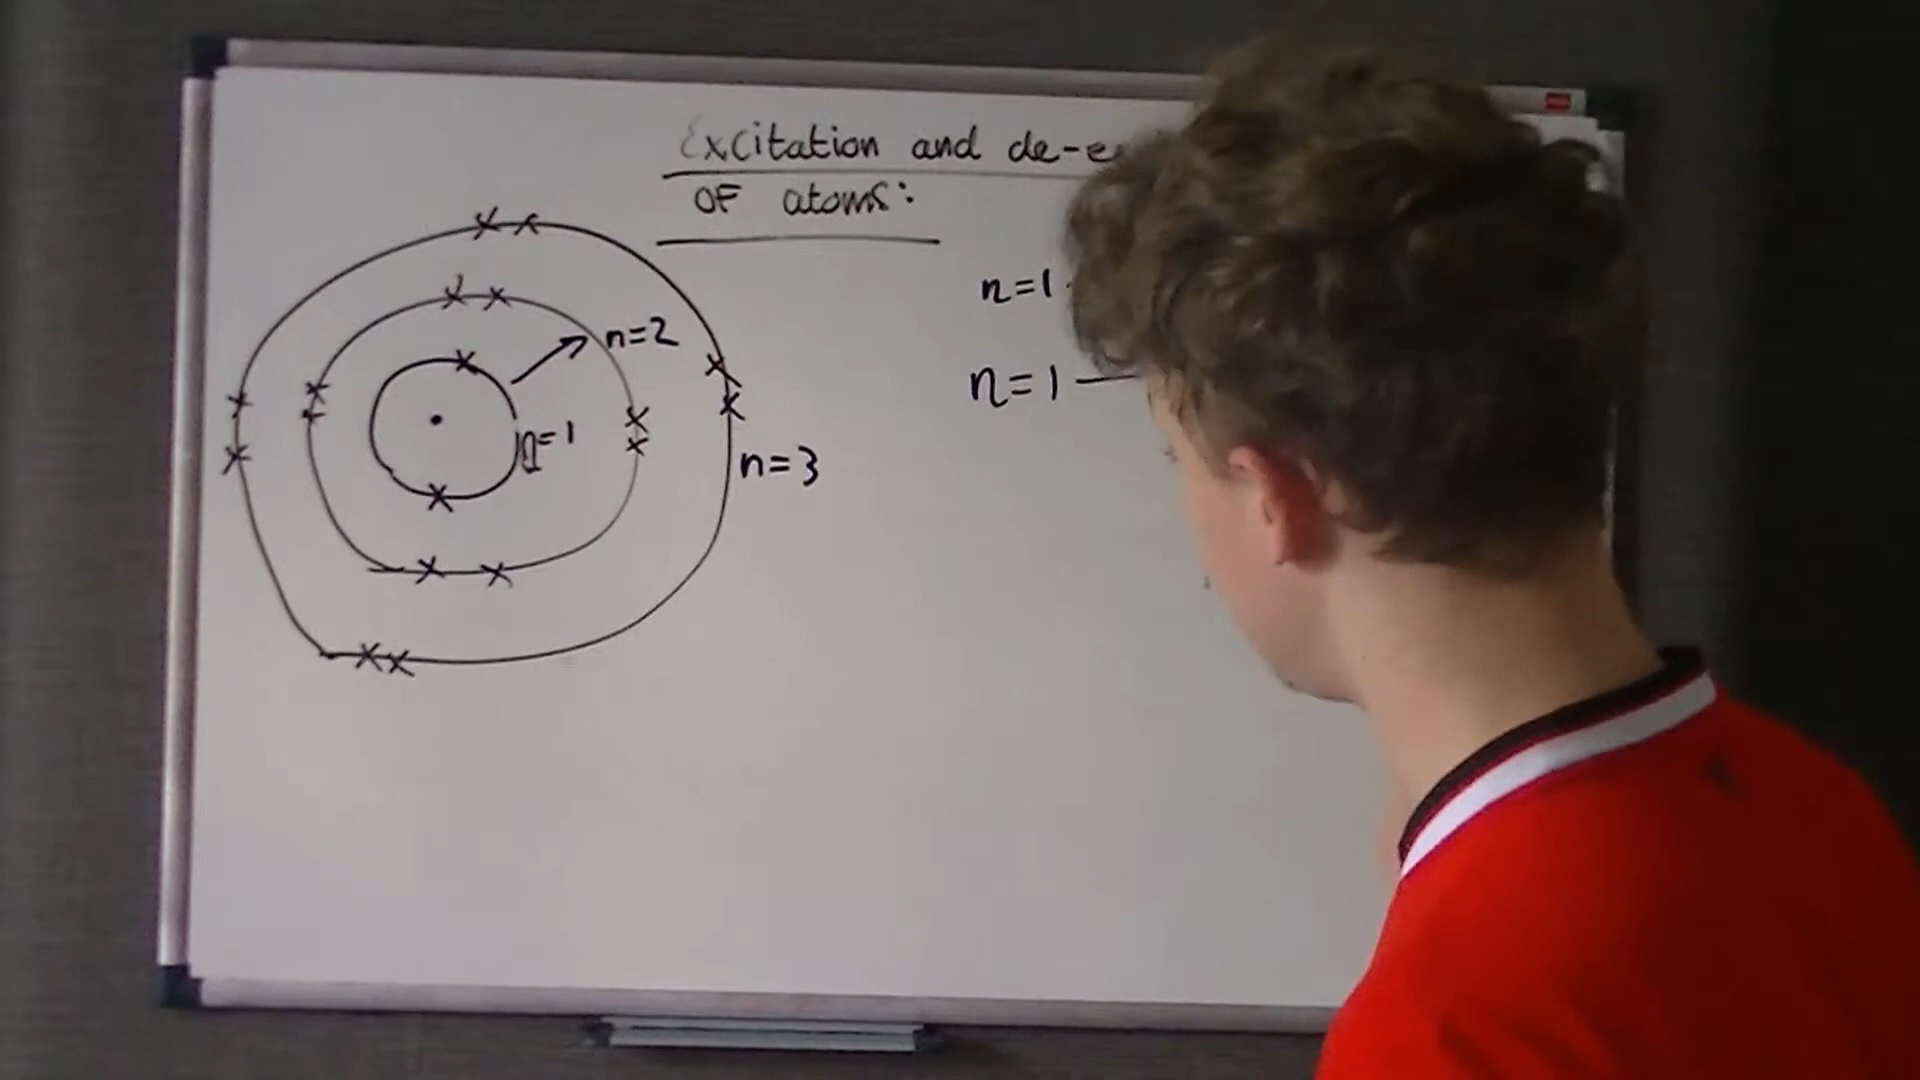 Excitation and de-e
OF atoms:
n=1
n=2
n=1
n=1
n=3